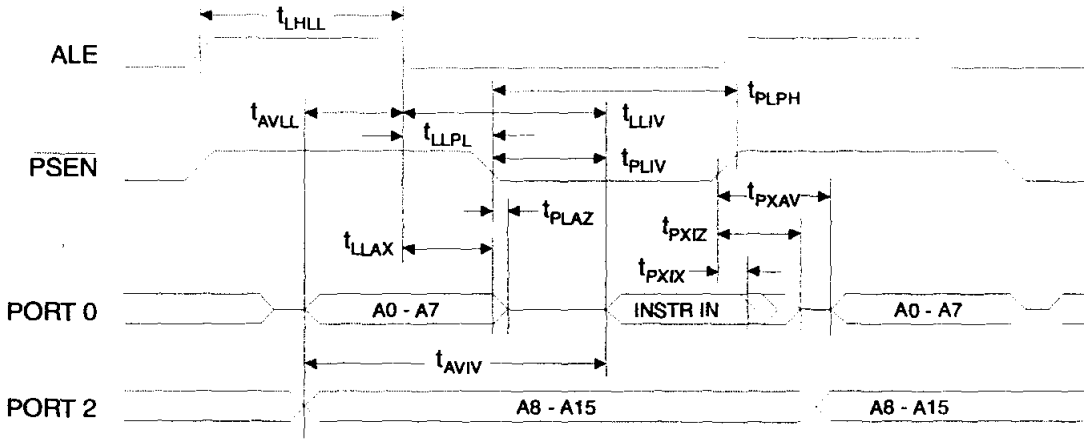 tLHLL
ALE
tPLPH
tAVLL
tLLIV
tLLPL
PSEN
tPLIV
tPXAV
tPLAZ
tPXIZ
tLLAX
tPXIX
PORT 0
A0 - A7
INSTR IN
A0 - A7
tAVIV
PORT 2
A8 - A15
A8 - A15